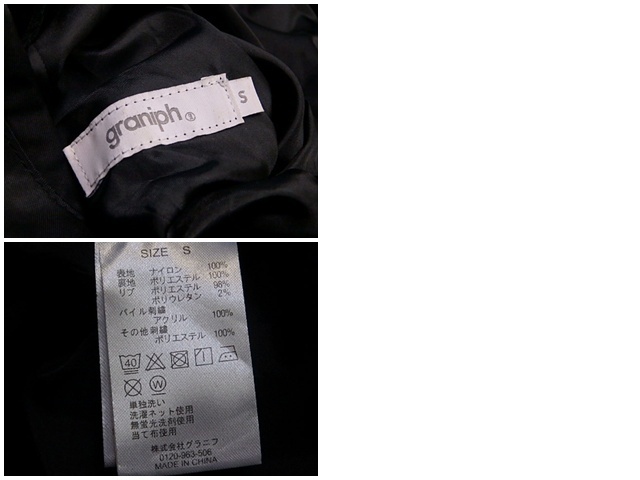 graniph
S
SIZE S
表地 ナイロン 100%
裏地 ポリエステル 100%
リブ ポリエステル 98%
ポリウレタン 2%
パイル刺繍
アクリル 100%
その他刺繍
ポリエステル 100%
40
W
単独洗い
洗濯ネット使用
無蛍光洗剤使用
当て布使用
株式会社グラニフ
0120-963-506
MADE IN CHINA